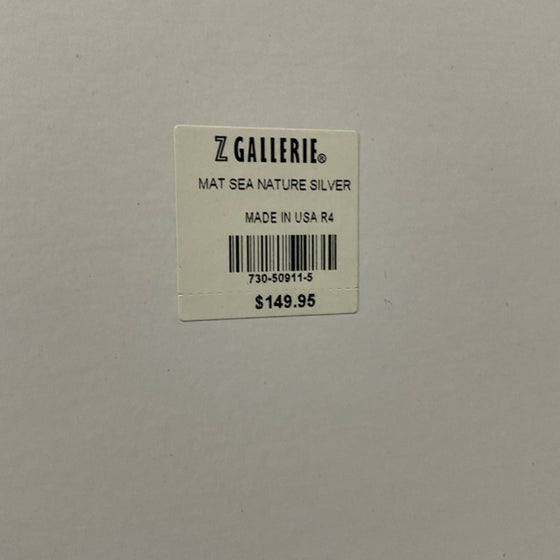 Z GALLERIE®
MAT SEA NATURE SILVER
MADE IN USA R4
730-50911-5
$149.95